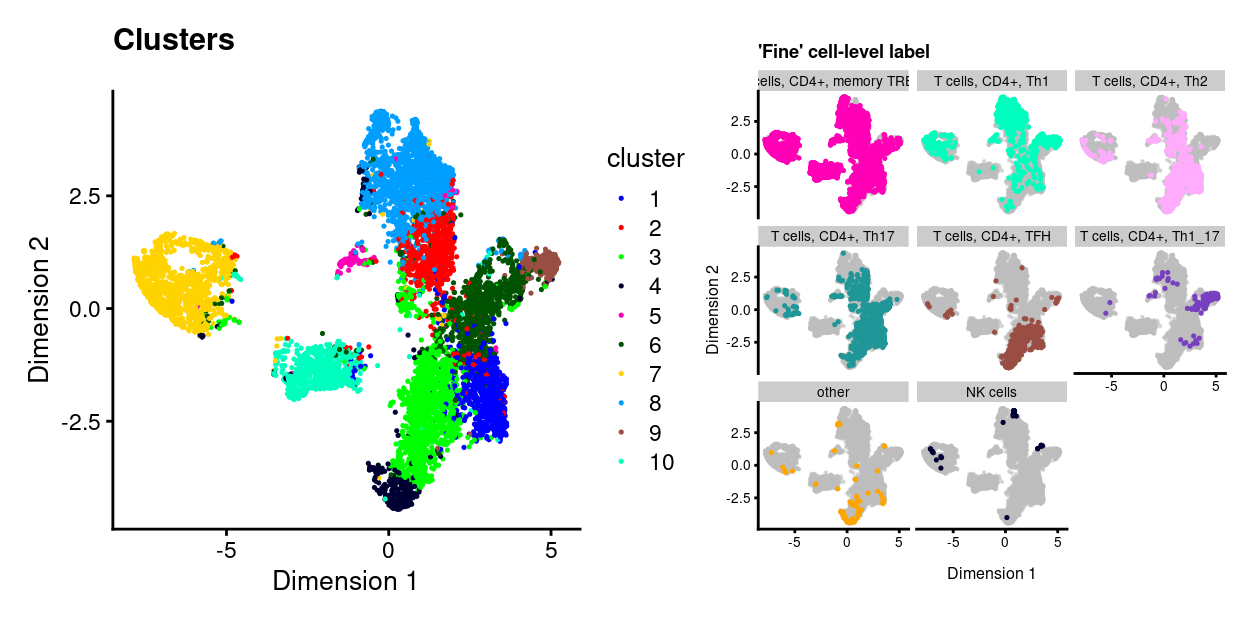 Clusters
2.5
0.0
-2.5
-5
0
5
Dimension 1
Dimension 2
cluster
1
2
3
4
5
6
7
8
9
10
'Fine' cell-level label
cells, CD4+, memory TRE
T cells, CD4+, Th1
T cells, CD4+, Th2
2.5
0.0
-2.5
T cells, CD4+, Th17
T cells, CD4+, TFH
T cells, CD4+, Th1_17
2.5
0.0
-2.5
-5
0
5
other
NK cells
2.5
0.0
-2.5
-5
0
5
-5
0
5
Dimension 1
Dimension 2